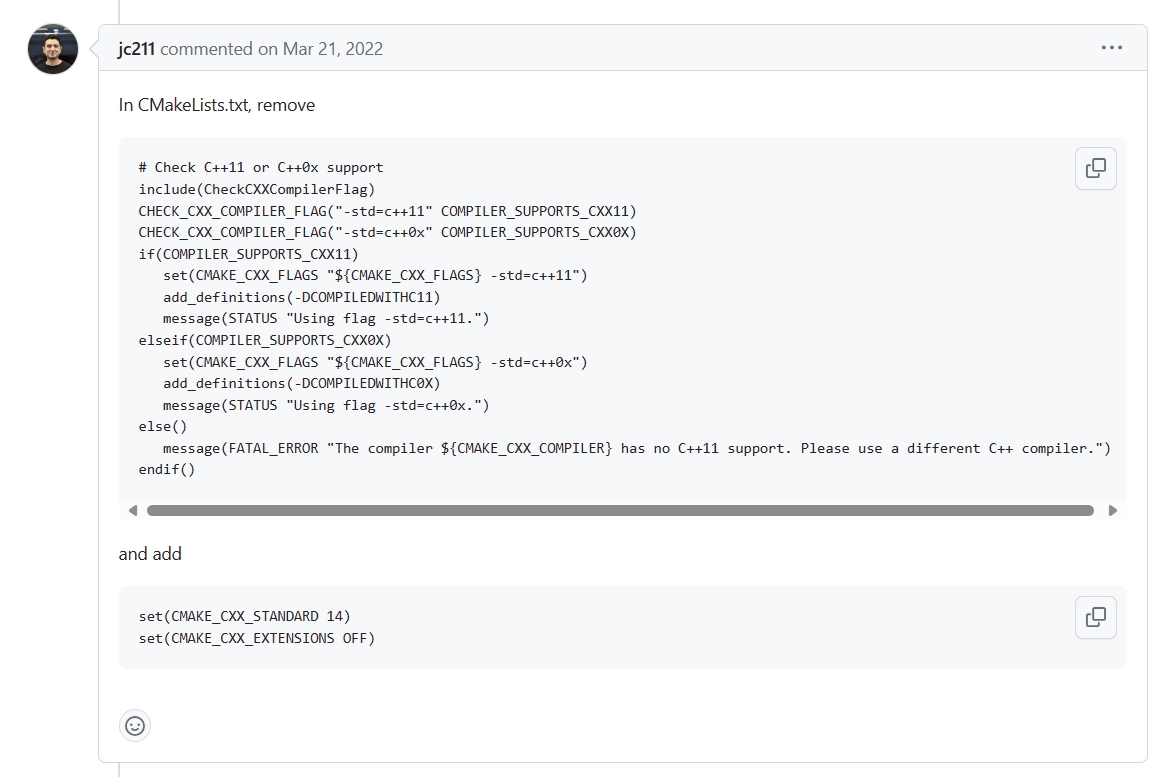 jc211 commented on Mar 21, 2022
In CMakeLists.txt, remove
# Check C++11 or C++0x support
include(CheckCXXCompilerFlag)
CHECK_CXX_COMPILER_FLAG("-std=c++11" COMPILER_SUPPORTS_CXX11)
CHECK_CXX_COMPILER_FLAG("-std=c++0x" COMPILER_SUPPORTS_CXX0X)
if(COMPILER_SUPPORTS_CXX11)
   set(CMAKE_CXX_FLAGS "${CMAKE_CXX_FLAGS} -std=c++11")
   add_definitions(-DCOMPILEDWITHC11)
   message(STATUS "Using flag -std=c++11.")
elseif(COMPILER_SUPPORTS_CXX0X)
   set(CMAKE_CXX_FLAGS "${CMAKE_CXX_FLAGS} -std=c++0x")
   add_definitions(-DCOMPILEDWITHC0X)
   message(STATUS "Using flag -std=c++0x.")
else()
   message(FATAL_ERROR "The compiler ${CMAKE_CXX_COMPILER} has no C++11 support. Please use a different C++ compiler.")
endif()
and add
set(CMAKE_CXX_STANDARD 14)
set(CMAKE_CXX_EXTENSIONS OFF)